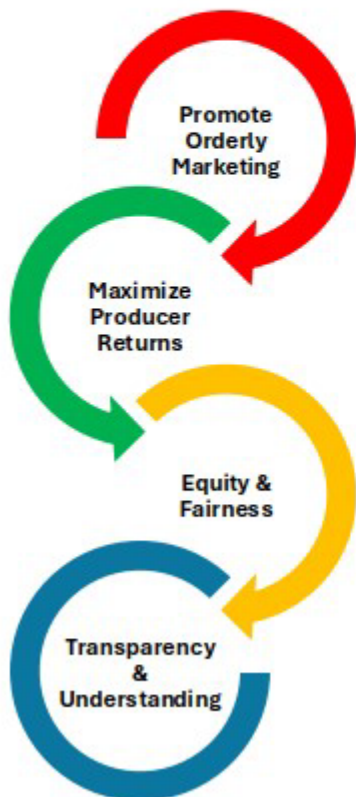 Promote
Orderly
Marketing
Maximize
Producer
Returns
Equity &
Fairness
Transparency
&
Understanding